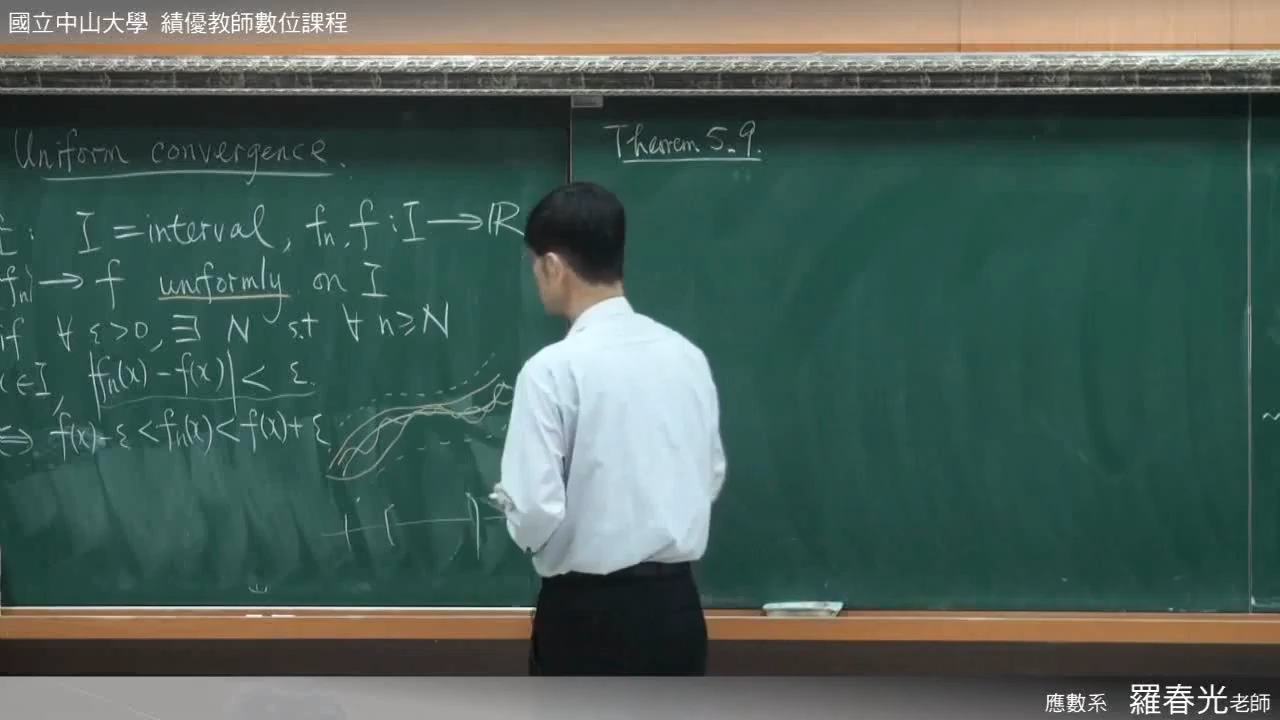 國立中山大學 績優教師數位課程
Uniform convergence.
: I = interval, fn, f : I → ℝ
fn} → f uniformly on I
if ∀ ε > 0, ∃ N s.t ∀ n ≥ N
x ∈ I, |fn(x) - f(x)| < ε.
⟺ f(x) - ε < fn(x) < f(x) + ε
Theorem 5.9.
應數系 羅春光老師